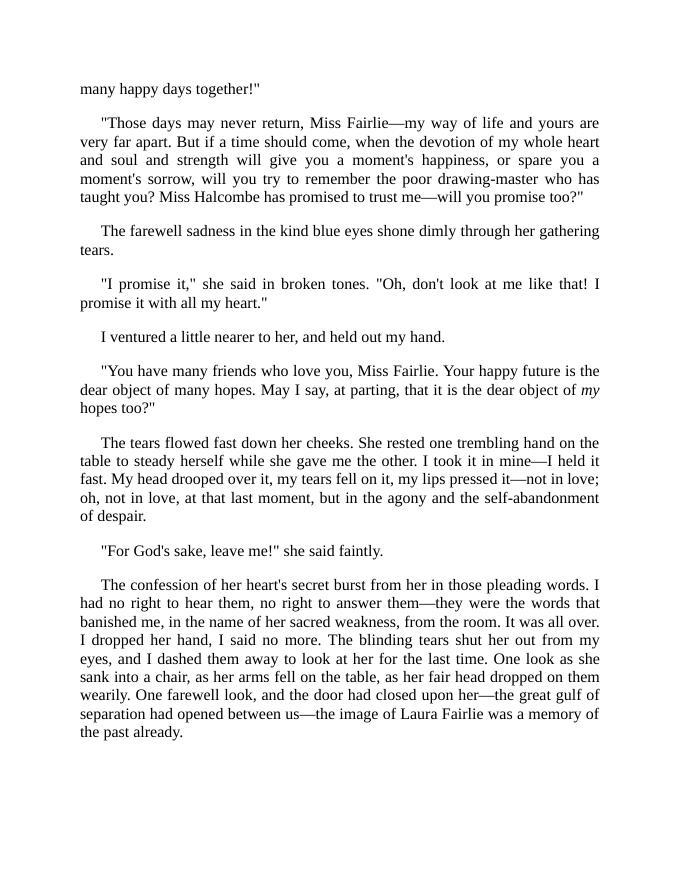 many happy days together!"
"Those days may never return, Miss Fairlie—my way of life and yours are
very far apart. But if a time should come, when the devotion of my whole heart
and soul and strength will give you a moment's happiness, or spare you a
moment's sorrow, will you try to remember the poor drawing-master who has
taught you? Miss Halcombe has promised to trust me—will you promise too?"
The farewell sadness in the kind blue eyes shone dimly through her gathering
tears.
"I promise it," she said in broken tones. "Oh, don't look at me like that! I
promise it with all my heart."
I ventured a little nearer to her, and held out my hand.
"You have many friends who love you, Miss Fairlie. Your happy future is the
dear object of many hopes. May I say, at parting, that it is the dear object of my
hopes too?"
The tears flowed fast down her cheeks. She rested one trembling hand on the
table to steady herself while she gave me the other. I took it in mine—I held it
fast. My head drooped over it, my tears fell on it, my lips pressed it—not in love;
oh, not in love, at that last moment, but in the agony and the self-abandonment
of despair.
"For God's sake, leave me!" she said faintly.
The confession of her heart's secret burst from her in those pleading words. I
had no right to hear them, no right to answer them—they were the words that
banished me, in the name of her sacred weakness, from the room. It was all over.
I dropped her hand, I said no more. The blinding tears shut her out from my
eyes, and I dashed them away to look at her for the last time. One look as she
sank into a chair, as her arms fell on the table, as her fair head dropped on them
wearily. One farewell look, and the door had closed upon her—the great gulf of
separation had opened between us—the image of Laura Fairlie was a memory of
the past already.